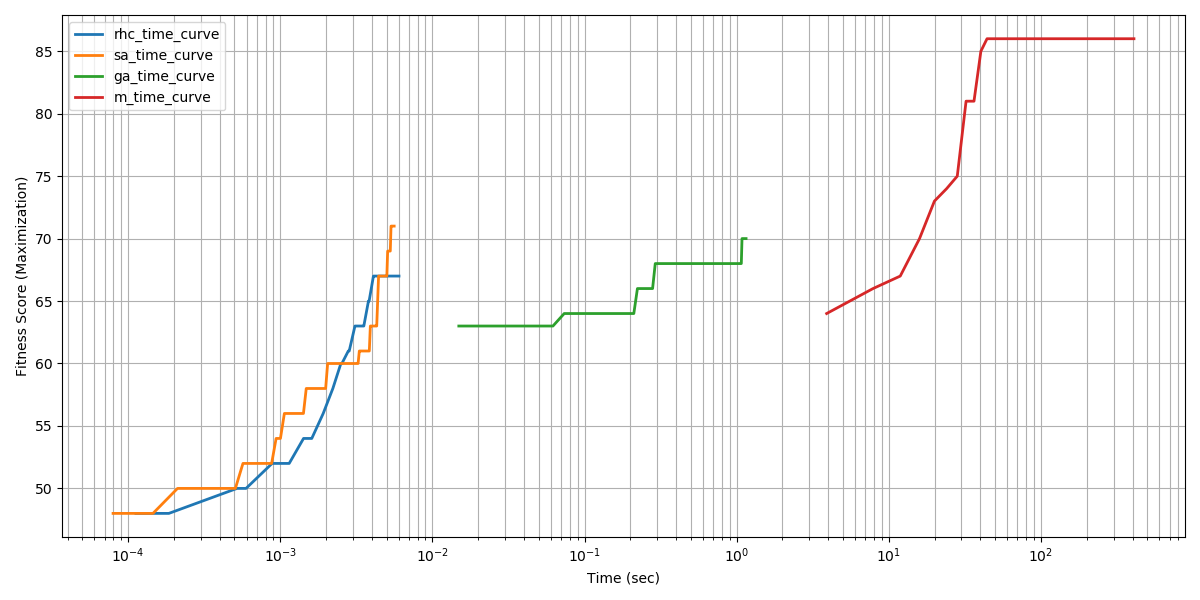 rhc_time_curve
sa_time_curve
ga_time_curve
m_time_curve
Fitness Score (Maximization)
85
80
75
70
65
60
55
50
10⁻⁴ 10⁻³ 10⁻² 10⁻¹ 10⁰ 10¹ 10²
Time (sec)